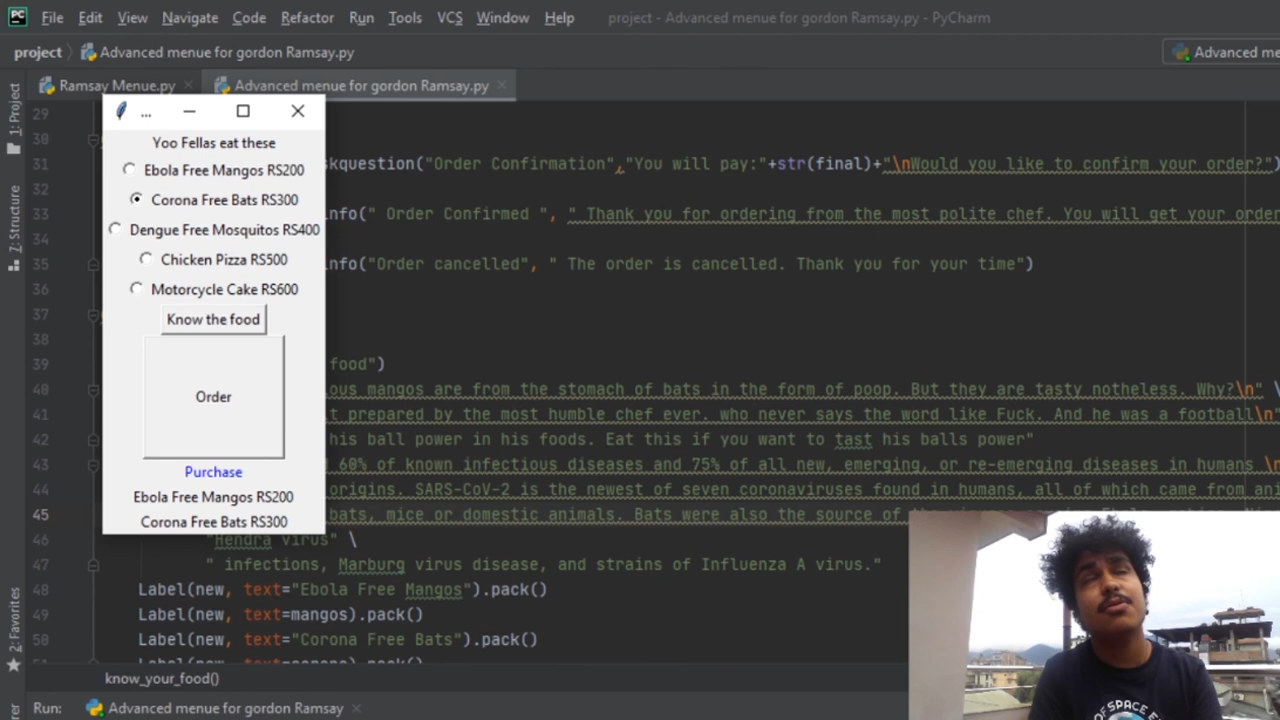 PC File Edit View Navigate Code Refactor Run Tools VCS Window Help project - Advanced menue for gordon Ramsay.py - PyCharm
project Advanced menue for gordon Ramsay.py Advanced me
Ramsay Menue.py Advanced menue for gordon Ramsay.py
...
Yoo Fellas eat these
Ebola Free Mangos RS200
Corona Free Bats RS300
Dengue Free Mosquitos RS400
Chicken Pizza RS500
Motorcycle Cake RS600
Know the food
Order
Purchase
Ebola Free Mangos RS200
Corona Free Bats RS300
1: Project
Z: Structure
2: Favorites
29
30
31 skquestion("Order Confirmation","You will pay:"+str(final)+"\nWould you like to confirm your order?")
32
33 nfo(" Order Confirmed ", " Thank you for ordering from the most polite chef. You will get your order
34
35 nfo("Order cancelled", " The order is cancelled. Thank you for your time")
36
37
38
39 food")
40 ous mangos are from the stomach of bats in the form of poop. But they are tasty notheless. Why?\n" \
41 t prepared by the most humble chef ever. who never says the word like Fuck. And he was a football\n"
42 his ball power in his foods. Eat this if you want to tast his balls power"
43 60% of known infectious diseases and 75% of all new, emerging, or re-emerging diseases in humans \n
44 origins. SARS-CoV-2 is the newest of seven coronaviruses found in humans, all of which came from ani
45 bats, mice or domestic animals. Bats were also the source of
46 "Hendra virus" \
47 " infections, Marburg virus disease, and strains of Influenza A virus."
48 Label(new, text="Ebola Free Mangos").pack()
49 Label(new, text=mangos).pack()
50 Label(new, text="Corona Free Bats").pack()
know_your_food()
Run: Advanced menue for gordon Ramsay
OF SPACE E